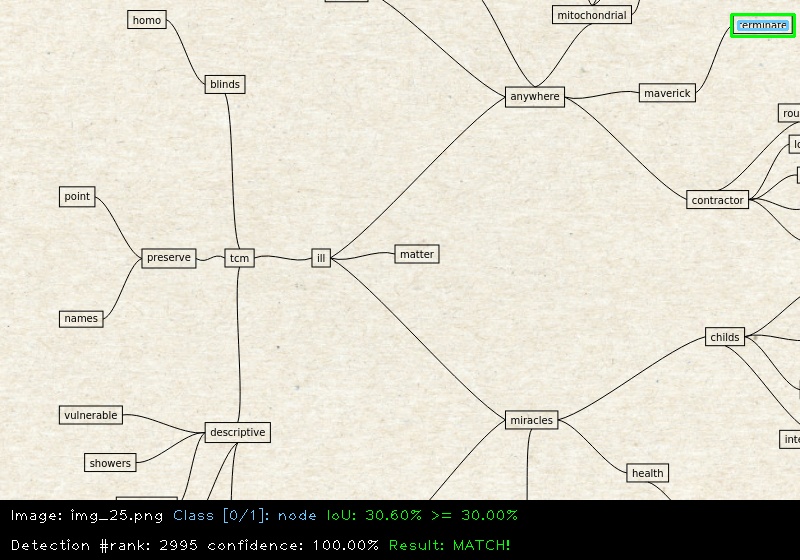 homo
mitochondrial
erminate
blinds
anywhere
maverick
rou
lo
point
contractor
preserve
tcm
ill
matter
names
childs
vulnerable
miracles
descriptive
inte
showers
health
Image: img_25.png Class [0/1]: node IoU: 30.60% >= 30.00%
Detection #rank: 2995 confidence: 100.00% Result: MATCH!